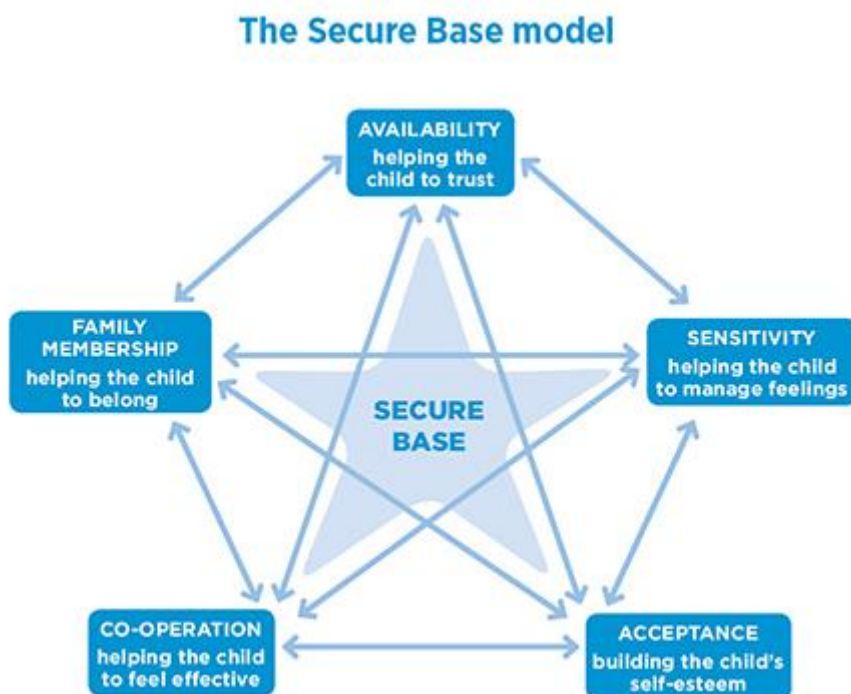 The Secure Base model
AVAILABILITY
helping the
child to trust
FAMILY
MEMBERSHIP
helping the child
to belong
SENSITIVITY
helping the child
to manage feelings
SECURE
BASE
CO-OPERATION
helping the child
to feel effective
ACCEPTANCE
building the child's
self-esteem